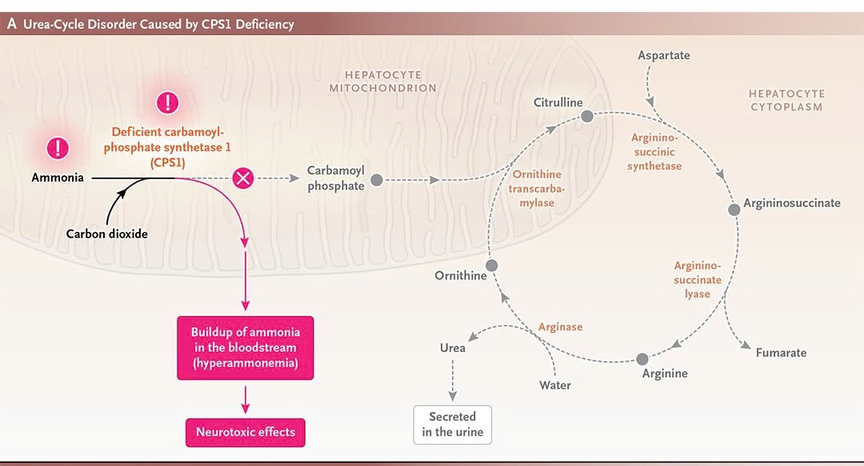 A Urea-Cycle Disorder Caused by CPS1 Deficiency
HEPATOCYTE
MITOCHONDRION
Aspartate
HEPATOCYTE
CYTOPLASM
!
Deficient carbamoyl-
phosphate synthetase 1
(CPS1)
!
Ammonia
Carbon dioxide
Carbamoyl
phosphate
Citrulline
Ornithine
transcarba-
mylase
Arginino-
succinic
synthetase
Argininosuccinate
Arginino-
succinate
lyase
Ornithine
Arginase
Urea
Water
Arginine
Fumarate
Buildup of ammonia
in the bloodstream
(hyperammonemia)
Neurotoxic effects
Secreted
in the urine